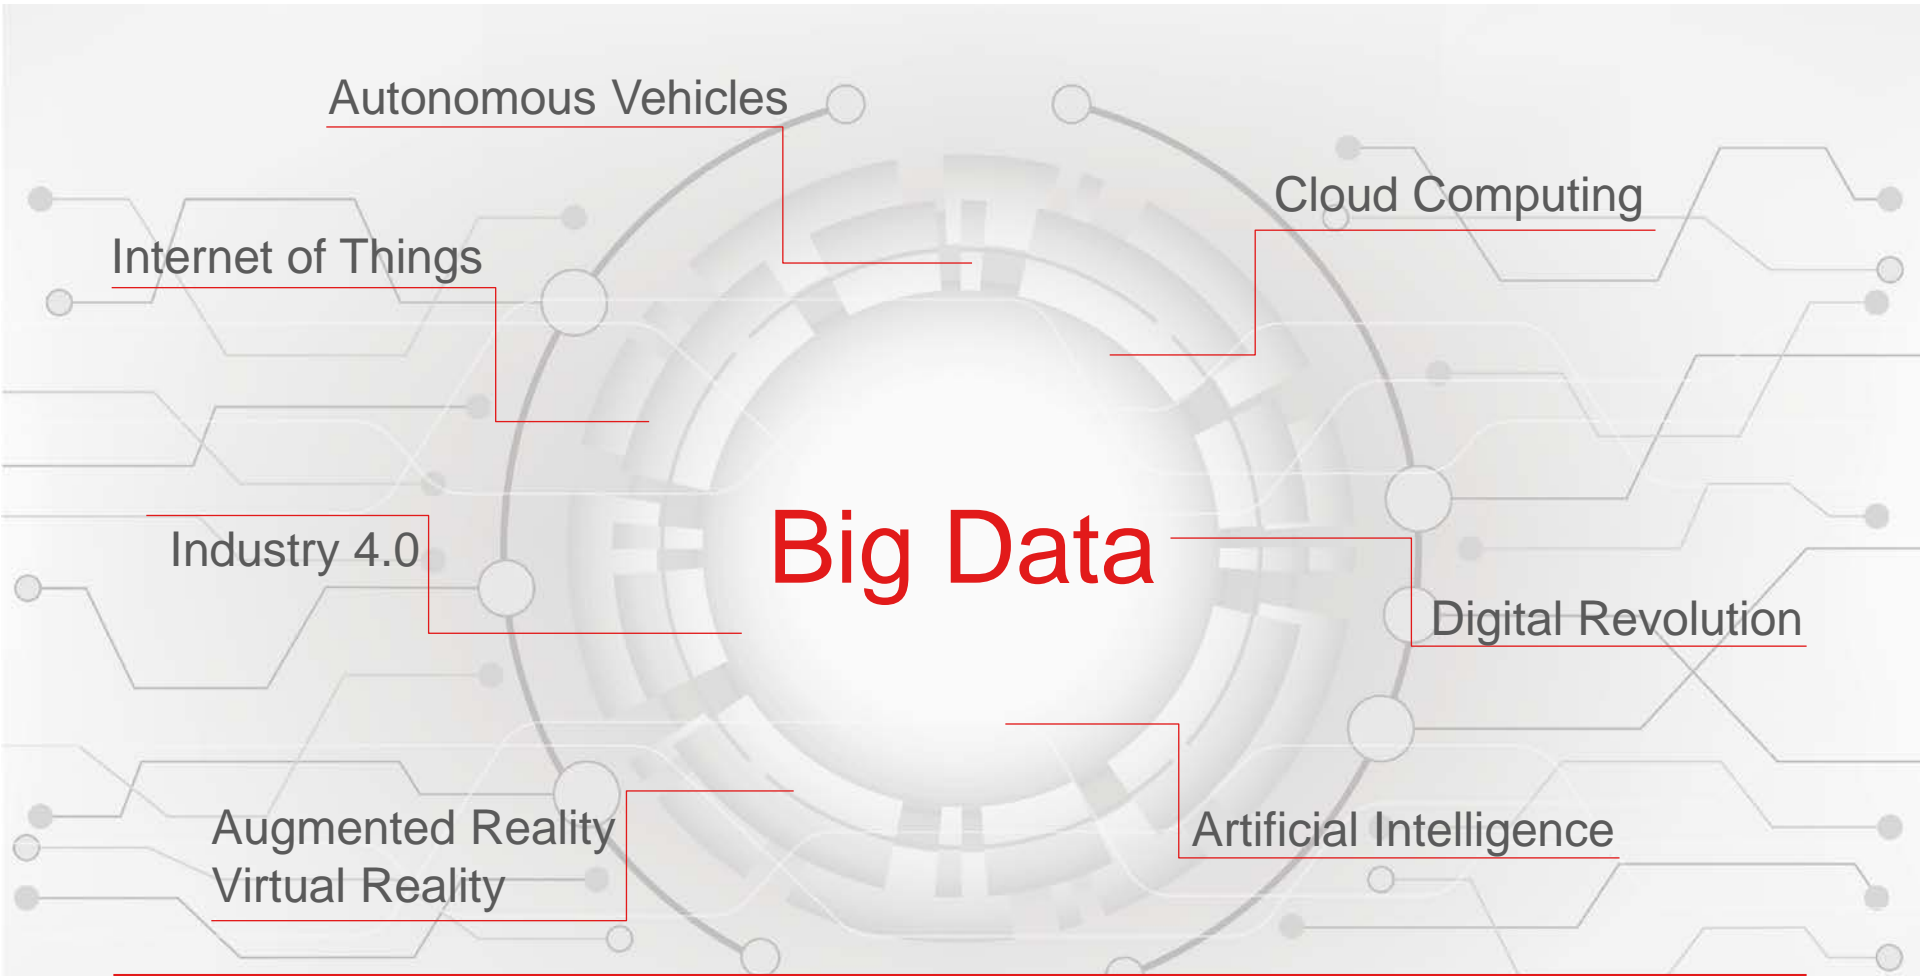 Autonomous Vehicles
Cloud Computing
Internet of Things
Big Data
Industry 4.0
Digital Revolution
Augmented Reality
Virtual Reality
Artificial Intelligence